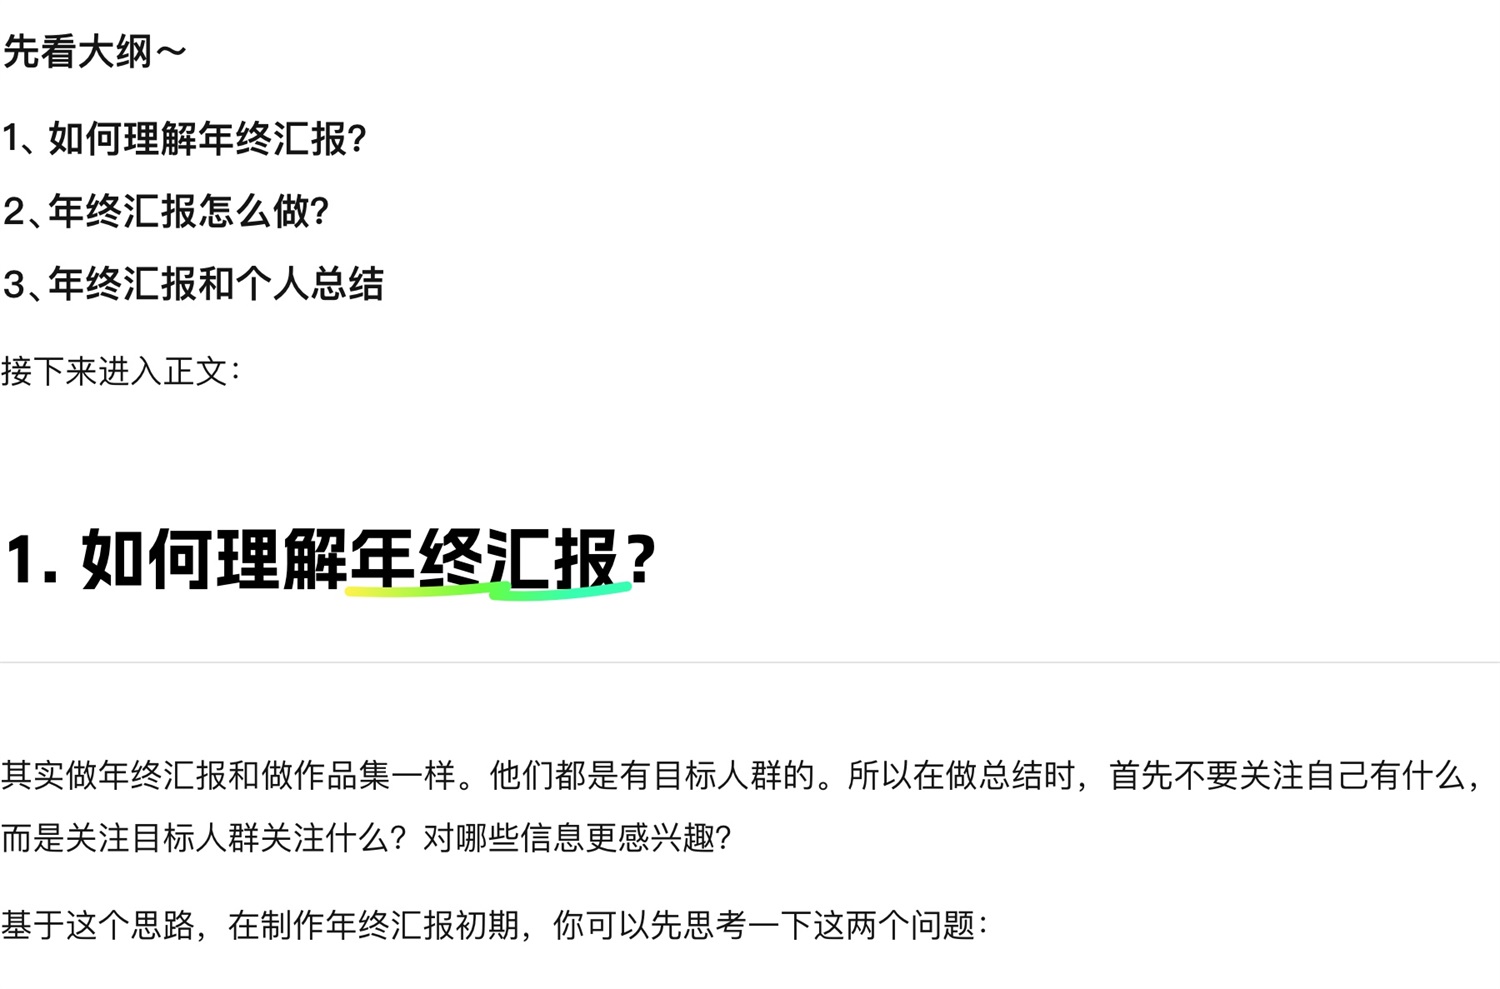 先看大纲～
1、如何理解年终汇报？
2、年终汇报怎么做？
3、年终汇报和个人总结
接下来进入正文：
1. 如何理解年终汇报？
其实做年终汇报和做作品集一样。他们都是有目标人群的。所以在做总结时，首先不要关注自己有什么，
而是关注目标人群关注什么？对哪些信息更感兴趣？
基于这个思路，在制作年终汇报初期，你可以先思考一下这两个问题：